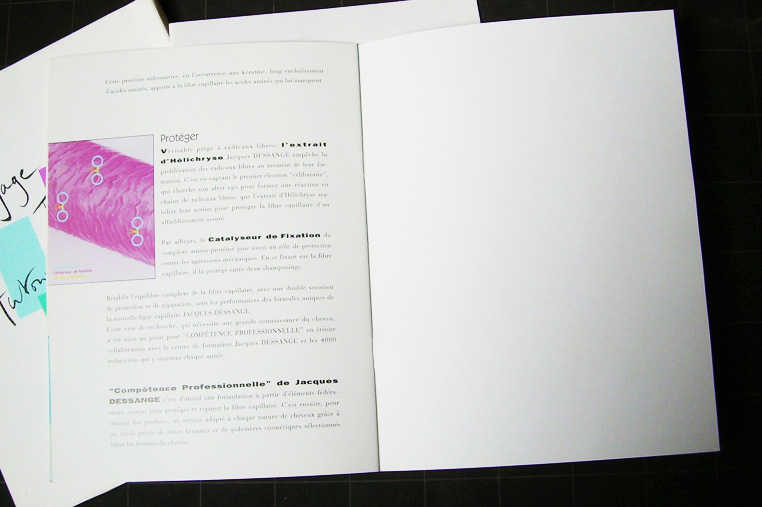 Cette protéine substantive, en l'occurrence une kératine, long enchaînement
d'acides aminés, apporte à la fibre capillaire les acides aminés qui lui manquent.
Protéger
Véritable piège à radicaux libres, l'extrait
d'Hélichryse Jacques DESSANGE empêche la
prolifération des radicaux libres au moment de leur for-
mation. C'est en captant le premier électron "célibataire",
qui cherche son alter ego pour former une réaction en
chaîne de radicaux libres, que l'extrait d'Hélichryse sta-
bilise leur action pour protéger la fibre capillaire d'un
affaiblissement assuré.
Par ailleurs, le Catalyseur de Fixation du
complexe amino-protéine joue aussi un rôle de protection
contre les agressions mécaniques. En se fixant sur la fibre
capillaire, il la protège entre deux shampooings.
Catalyseur de fixation
Rétablir l'équilibre complexe de la fibre capillaire, avec une double vocation
de protection et de réparation, sont les performances des formules uniques de
la nouvelle ligne capillaire JACQUES DESSANGE.
Cette voie de recherche, qui nécessite une grande connaissance du cheveu,
a été mise au point pour "COMPÉTENCE PROFESSIONNELLE" en étroite
collaboration avec le centre de formation Jacques DESSANGE et les 4000
techniciens qui y viennent chaque année.
"Compétence Professionnelle" de Jacques
DESSANGE c'est d'abord une formulation à partir d'éléments fédéra-
teurs, conçus pour protéger et réparer la fibre capillaire. C'est ensuite, pour
chacun des produits, un service adapté à chaque nature de cheveux grâce à
un choix précis de bases lavantes et de polymères cosmétiques sélectionnés
selon les besoins du cheveu.